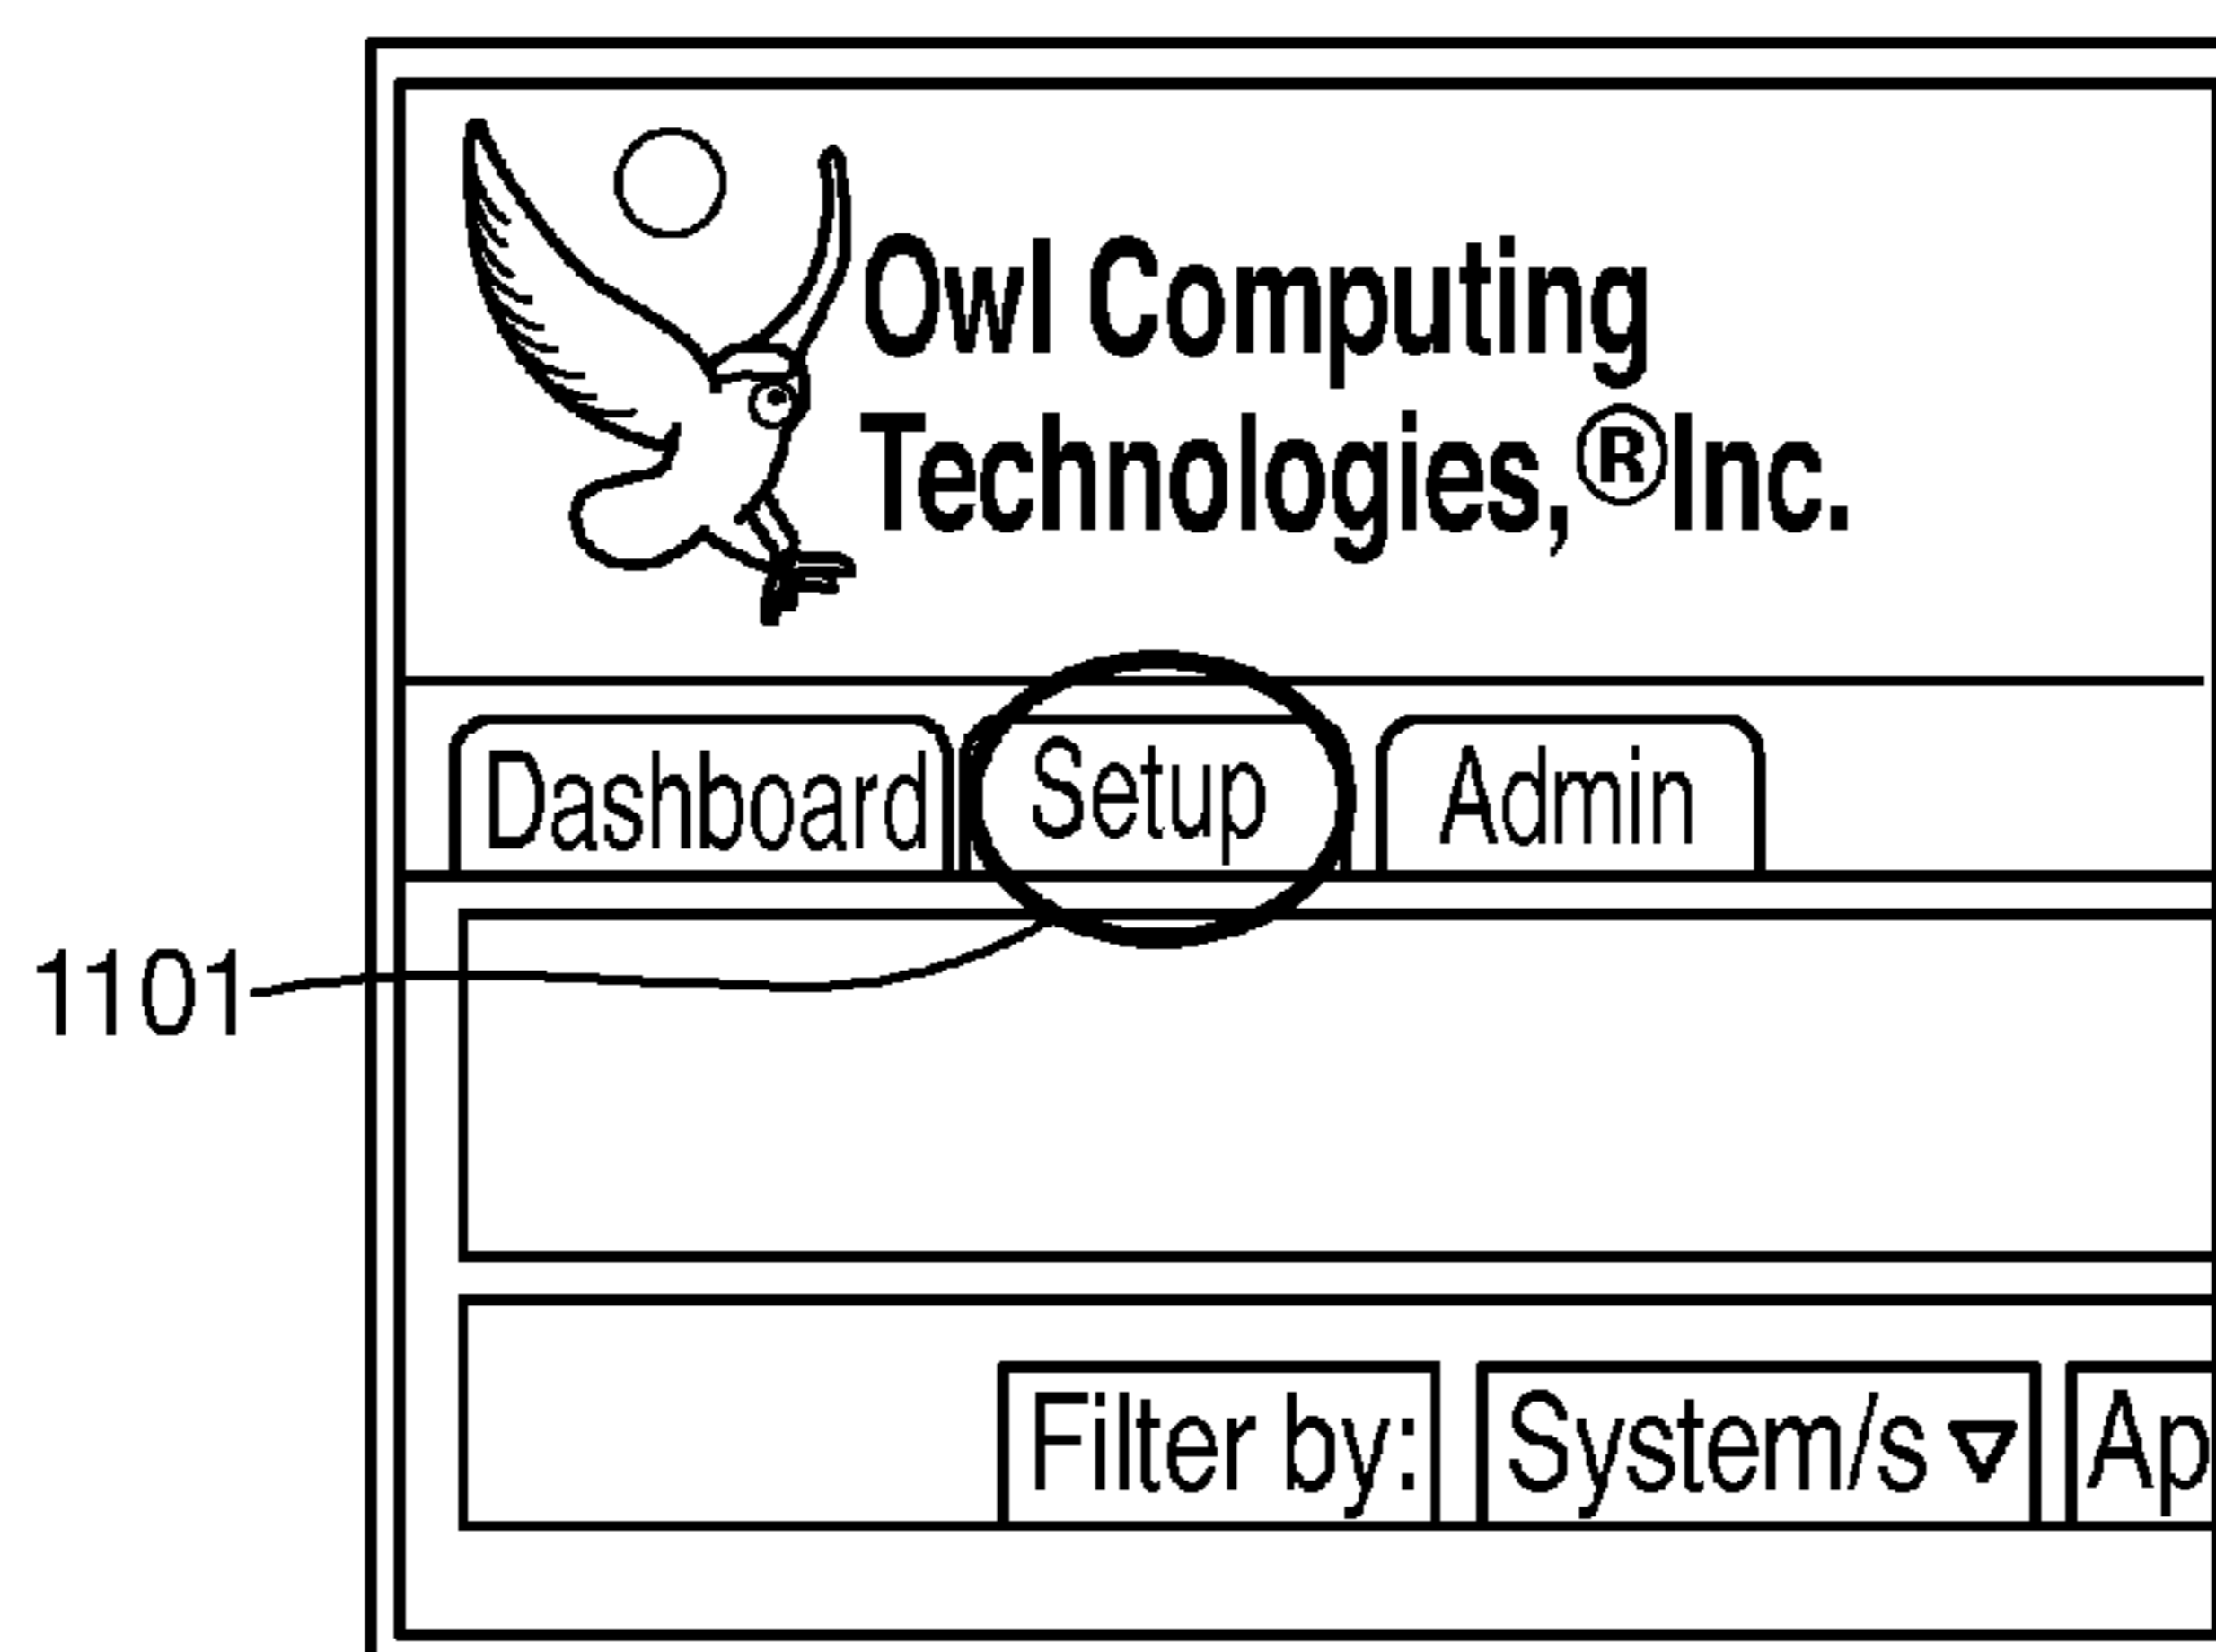 Owl Computing
Technologies,® Inc.
Dashboard Setup Admin
1101
Filter by: System/s